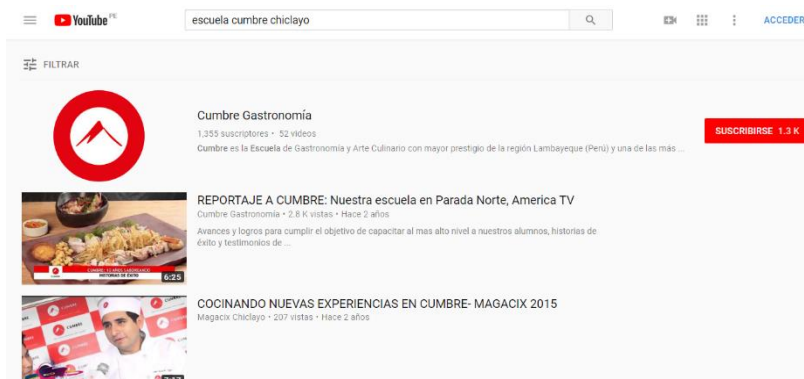 YouTube PE
escuela cumbre chiclayo
ACCEDER
FILTRAR
Cumbre Gastronomía
1,355 suscriptores • 52 videos
Cumbre es la Escuela de Gastronomía y Arte Culinario con mayor prestigio de la región Lambayeque (Perú) y una de las más ...
SUSCRIBIRSE 1.3 K
REPORTAJE A CUMBRE: Nuestra escuela en Parada Norte, America TV
Cumbre Gastronomía • 2.8 K vistas • Hace 2 años
Avances y logros para cumplir el objetivo de capacitar al mas alto nivel a nuestros alumnos, historias de
éxito y testimonios de ...
HISTORIAS DE ÉXITO
6:25
COCINANDO NUEVAS EXPERIENCIAS EN CUMBRE- MAGACIX 2015
Magacix Chiclayo • 207 vistas • Hace 2 años